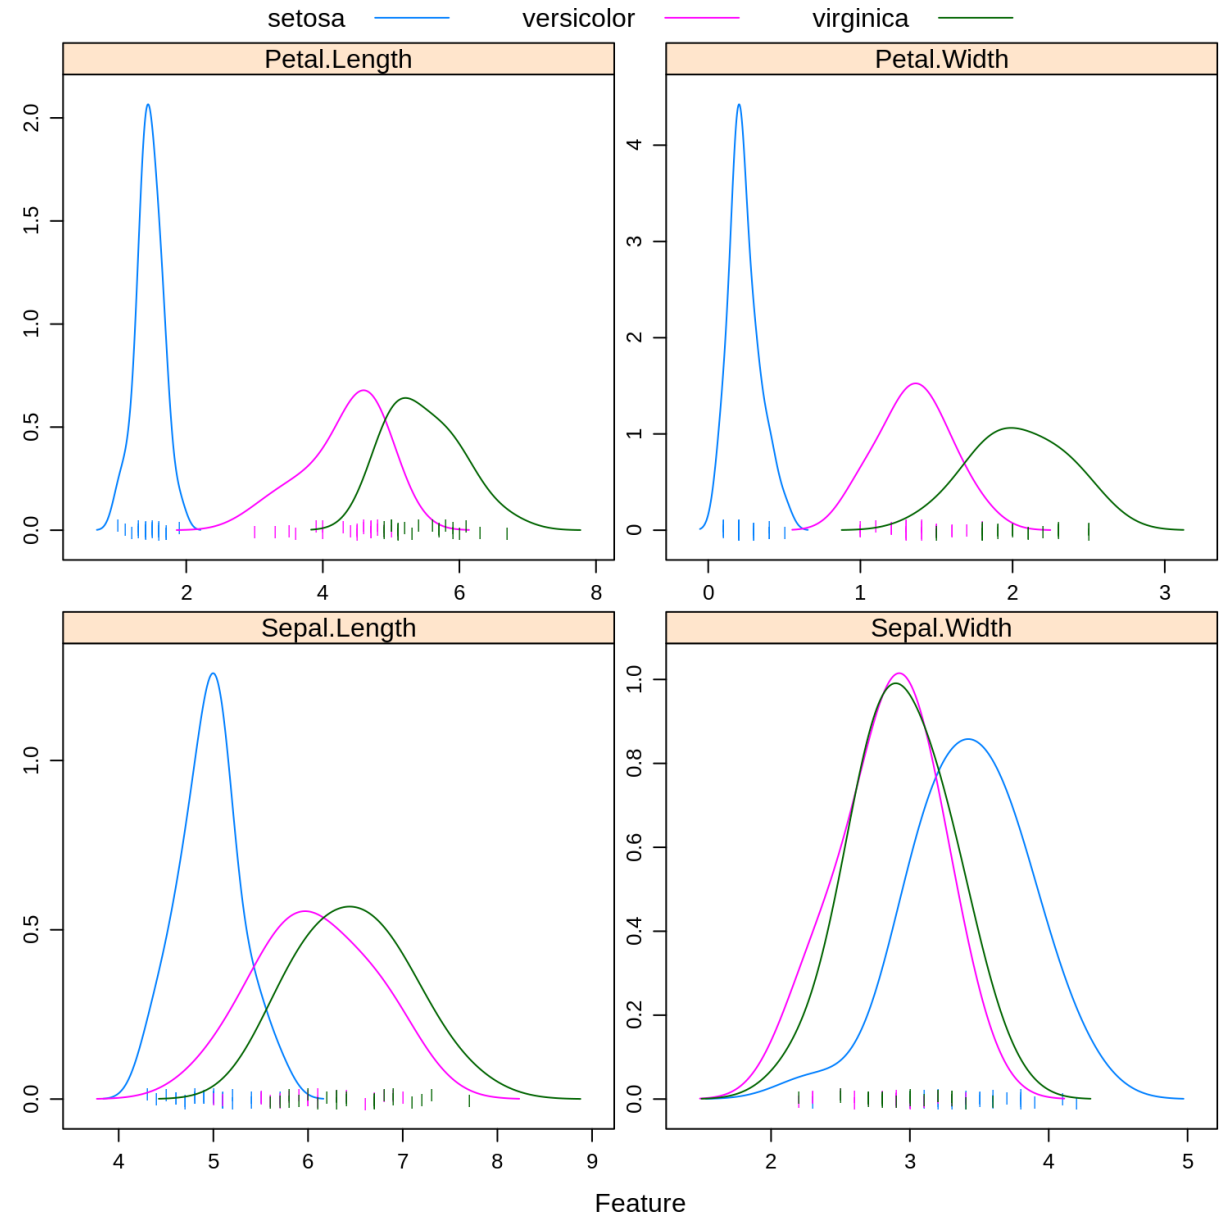 setosa versicolor virginica
Petal.Length Petal.Width
2.0
1.5
1.0
0.5
0.0
2 4 6 8
4
3
2
1
0
0 1 2 3
Sepal.Length Sepal.Width
1.0
0.5
0.0
4 5 6 7 8 9
1.0
0.8
0.6
0.4
0.2
0.0
2 3 4 5
Feature